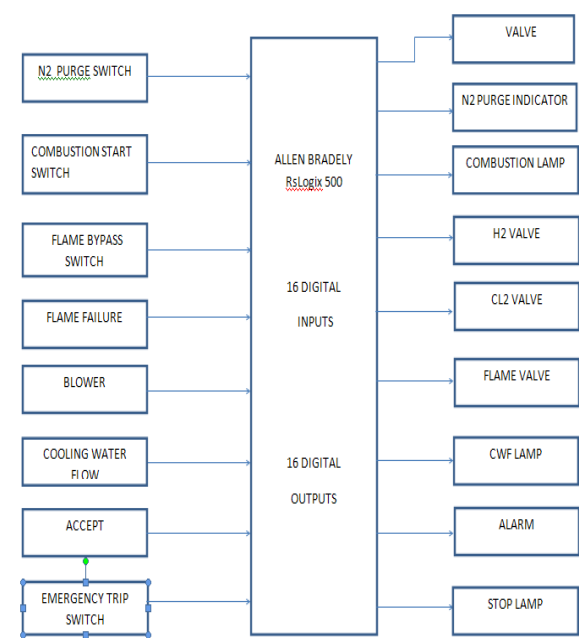 N2 PURGE SWITCH
COMBUSTION START
SWITCH
FLAME BYPASS
SWITCH
FLAME FAILURE
BLOWER
COOLING WATER
FLOW
ACCEPT
EMERGENCY TRIP
SWITCH
ALLEN BRADELY
RsLogix 500
16 DIGITAL
INPUTS
16 DIGITAL
OUTPUTS
VALVE
N2 PURGE INDICATOR
COMBUSTION LAMP
H2 VALVE
CL2 VALVE
FLAME VALVE
CWF LAMP
ALARM
STOP LAMP